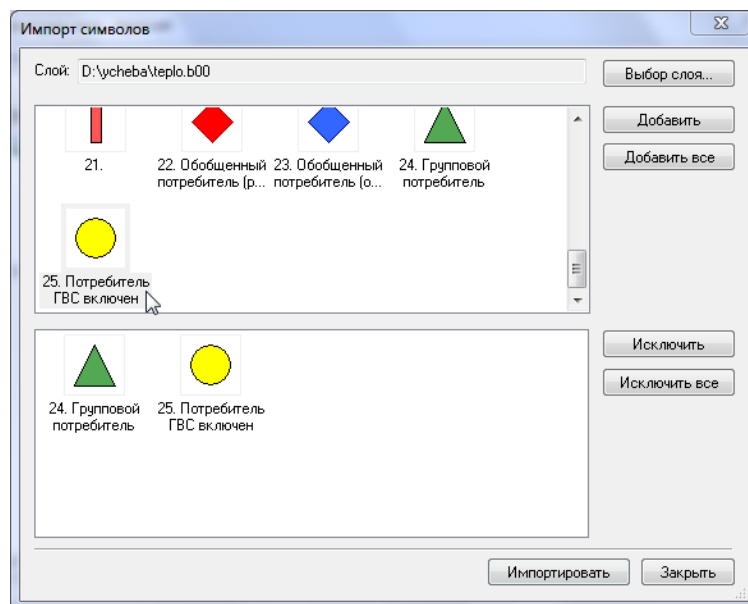 Импорт символов
Слой: D:\ycheba\teplo.b00
Выбор слоя...
Добавить
Добавить все
21.
22. Обобщенный потребитель (р...
23. Обобщенный потребитель (о...
24. Групповой потребитель
25. Потребитель
ГВС включен
Исключить
Исключить все
24. Групповой
потребитель
25. Потребитель
ГВС включен
Импортировать
Закрыть